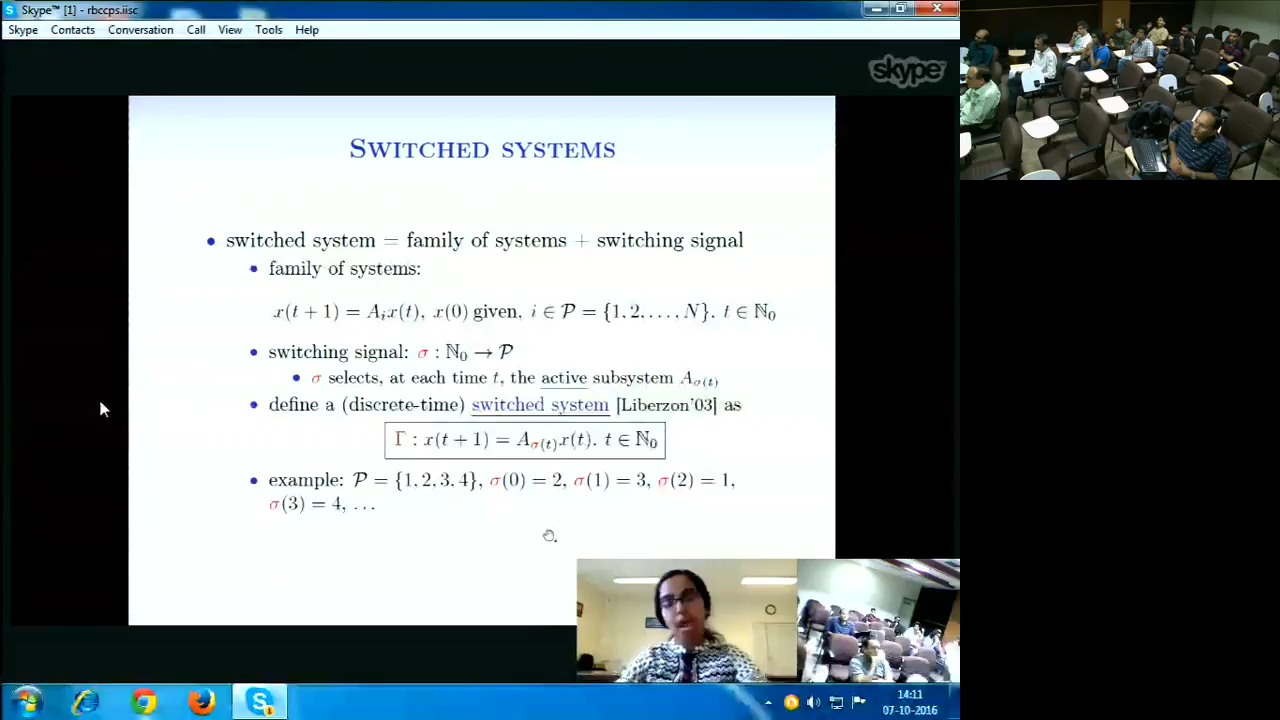 Skype™ [1] - rbccps.iisc
Skype Contacts Conversation Call View Tools Help
skype
SWITCHED SYSTEMS
• switched system = family of systems + switching signal
• family of systems:
x(t + 1) = A_i x(t), x(0) given, i ∈ P = {1, 2, . . . , N}, t ∈ ℕ₀
• switching signal: σ : ℕ₀ → P
• σ selects, at each time t, the active subsystem A_σ(t)
• define a (discrete-time) switched system [Liberzon'03] as
Γ : x(t + 1) = A_σ(t) x(t), t ∈ ℕ₀
• example: P = {1, 2, 3, 4}, σ(0) = 2, σ(1) = 3, σ(2) = 1,
σ(3) = 4, . . .
14:11
07-10-2016